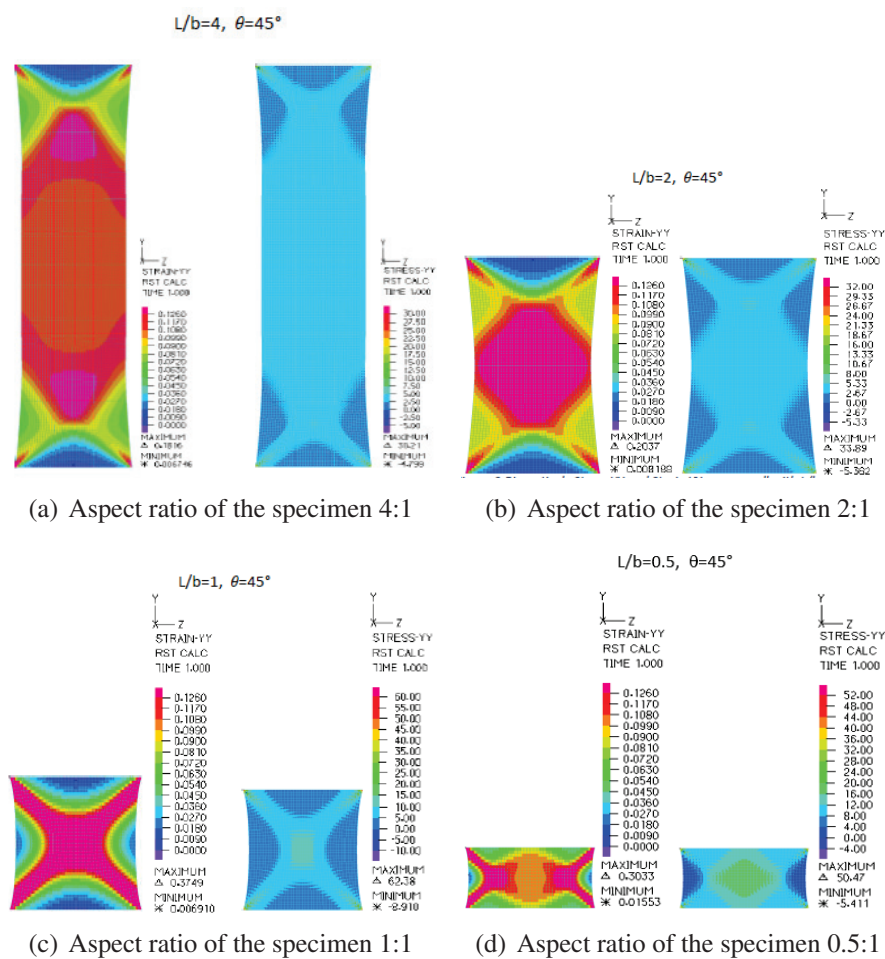 L/b=4, θ=45°
Y
X Z
STRAIN-YY
RST CALC
TIME 1.000
0.1260
0.1170
0.1080
0.0990
0.0900
0.0810
0.0720
0.0630
0.0540
0.0450
0.0360
0.0270
0.0180
0.0090
0.0000
MAXIMUM
Δ 0.1816
MINIMUM
* 0.006746
Y
X Z
STRESS-YY
RST CALC
TIME 1.000
30.00
27.50
25.00
22.50
20.00
17.50
15.00
12.50
10.00
7.50
5.00
2.50
0.00
-2.50
-5.00
MAXIMUM
Δ 36.21
MINIMUM
* -4.799
(a) Aspect ratio of the specimen 4:1
L/b=2, θ=45°
Y
X Z
STRAIN-YY
RST CALC
TIME 1.000
0.1260
0.1170
0.1080
0.0990
0.0900
0.0810
0.0720
0.0630
0.0540
0.0450
0.0360
0.0270
0.0180
0.0090
0.0000
MAXIMUM
Δ 0.2037
MINIMUM
Y
X Z
STRESS-YY
RST CALC
TIME 1.000
32.00
29.33
26.67
24.00
21.33
18.67
16.00
13.33
10.67
8.00
5.33
2.67
0.00
-2.67
-5.33
MAXIMUM
Δ 33.89
MINIMUM
* -5.362
(b) Aspect ratio of the specimen 2:1
L/b=1, θ=45°
Y
X Z
STRAIN-YY
RST CALC
TIME 1.000
0.1260
0.1170
0.1080
0.0990
0.0900
0.0810
0.0720
0.0630
0.0540
0.0450
0.0360
0.0270
0.0180
0.0090
0.0000
MAXIMUM
Δ 0.3749
MINIMUM
* 0.006910
Y
X Z
STRESS-YY
RST CALC
TIME 1.000
60.00
55.00
50.00
45.00
40.00
35.00
30.00
25.00
20.00
15.00
10.00
5.00
0.00
-5.00
-10.00
MAXIMUM
Δ 62.38
MINIMUM
* -8.910
(c) Aspect ratio of the specimen 1:1
L/b=0.5, θ=45°
Y
X Z
STRAIN-YY
RST CALC
TIME 1.000
0.1260
0.1170
0.1080
0.0990
0.0900
0.0810
0.0720
0.0630
0.0540
0.0450
0.0360
0.0270
0.0180
0.0090
0.0000
MAXIMUM
Δ 0.3033
MINIMUM
* 0.01553
Y
X Z
STRESS-YY
RST CALC
TIME 1.000
52.00
48.00
44.00
40.00
36.00
32.00
28.00
24.00
20.00
16.00
12.00
8.00
4.00
0.00
-4.00
MAXIMUM
Δ 50.47
MINIMUM
* -5.411
(d) Aspect ratio of the specimen 0.5:1